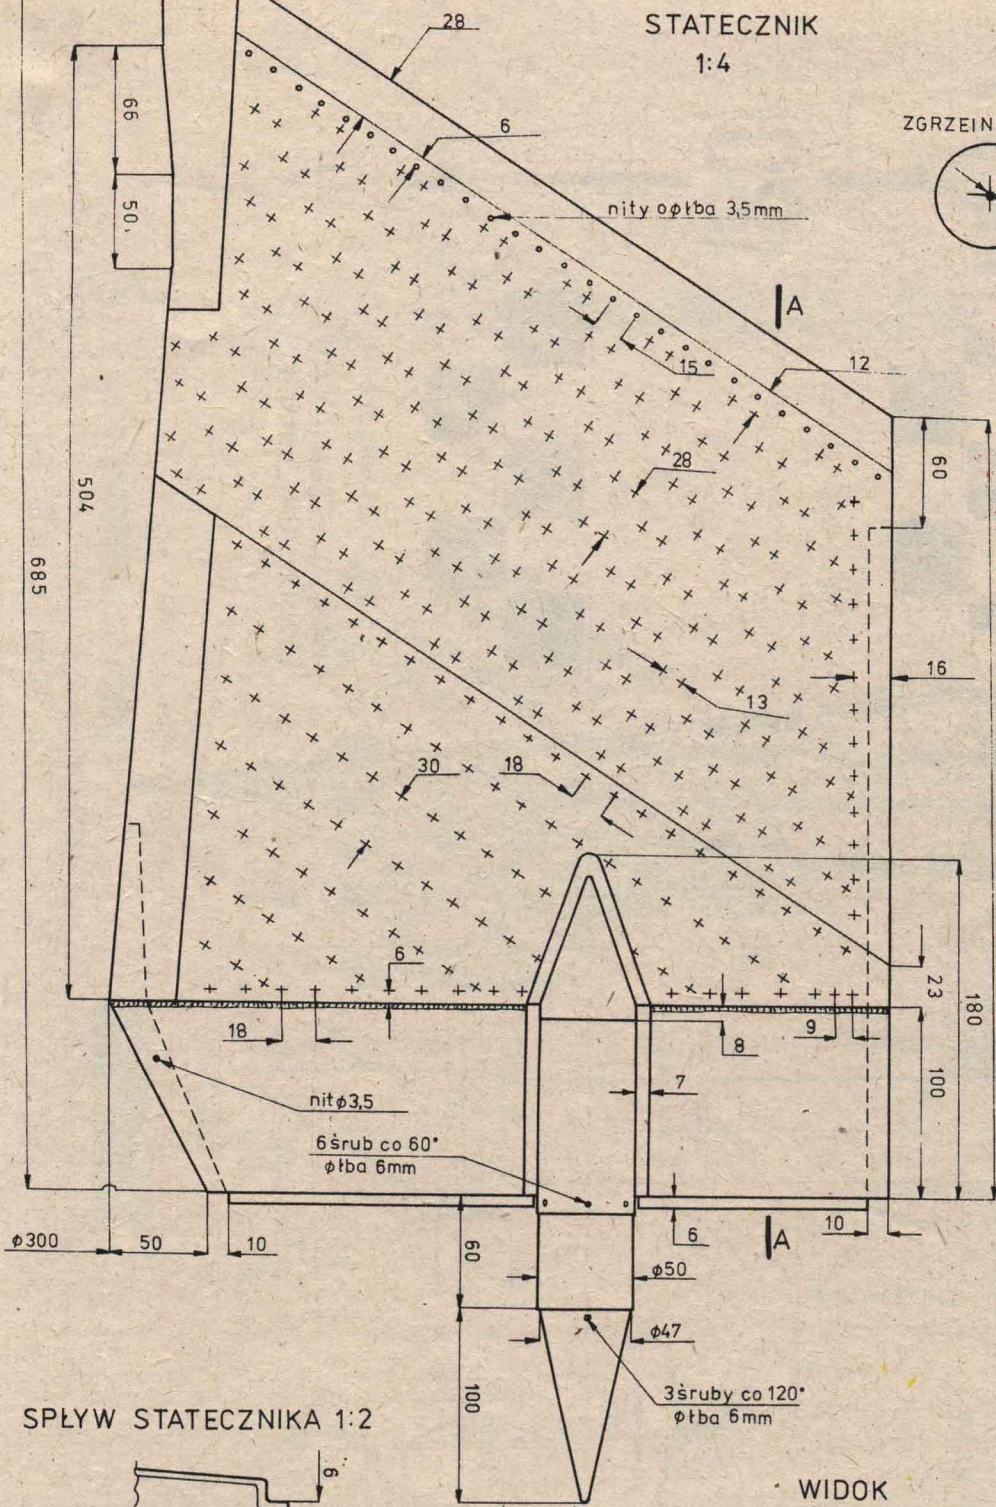 STATECZNIK
1:4
28
ZGRZEIN
66
6
50
nity o φłba 3,5mm
A
15
12
28
60
504
685
16
13
30
18
6
23
180
18
8
9
100
7
nit φ3,5
6 śrub co 60°
φłba 6mm
φ300
50
10
60
6
A
10
φ50
φ47
100
3 śruby co 120°
φłba 6mm
SPŁYW STATECZNIKA 1:2
6
WIDOK